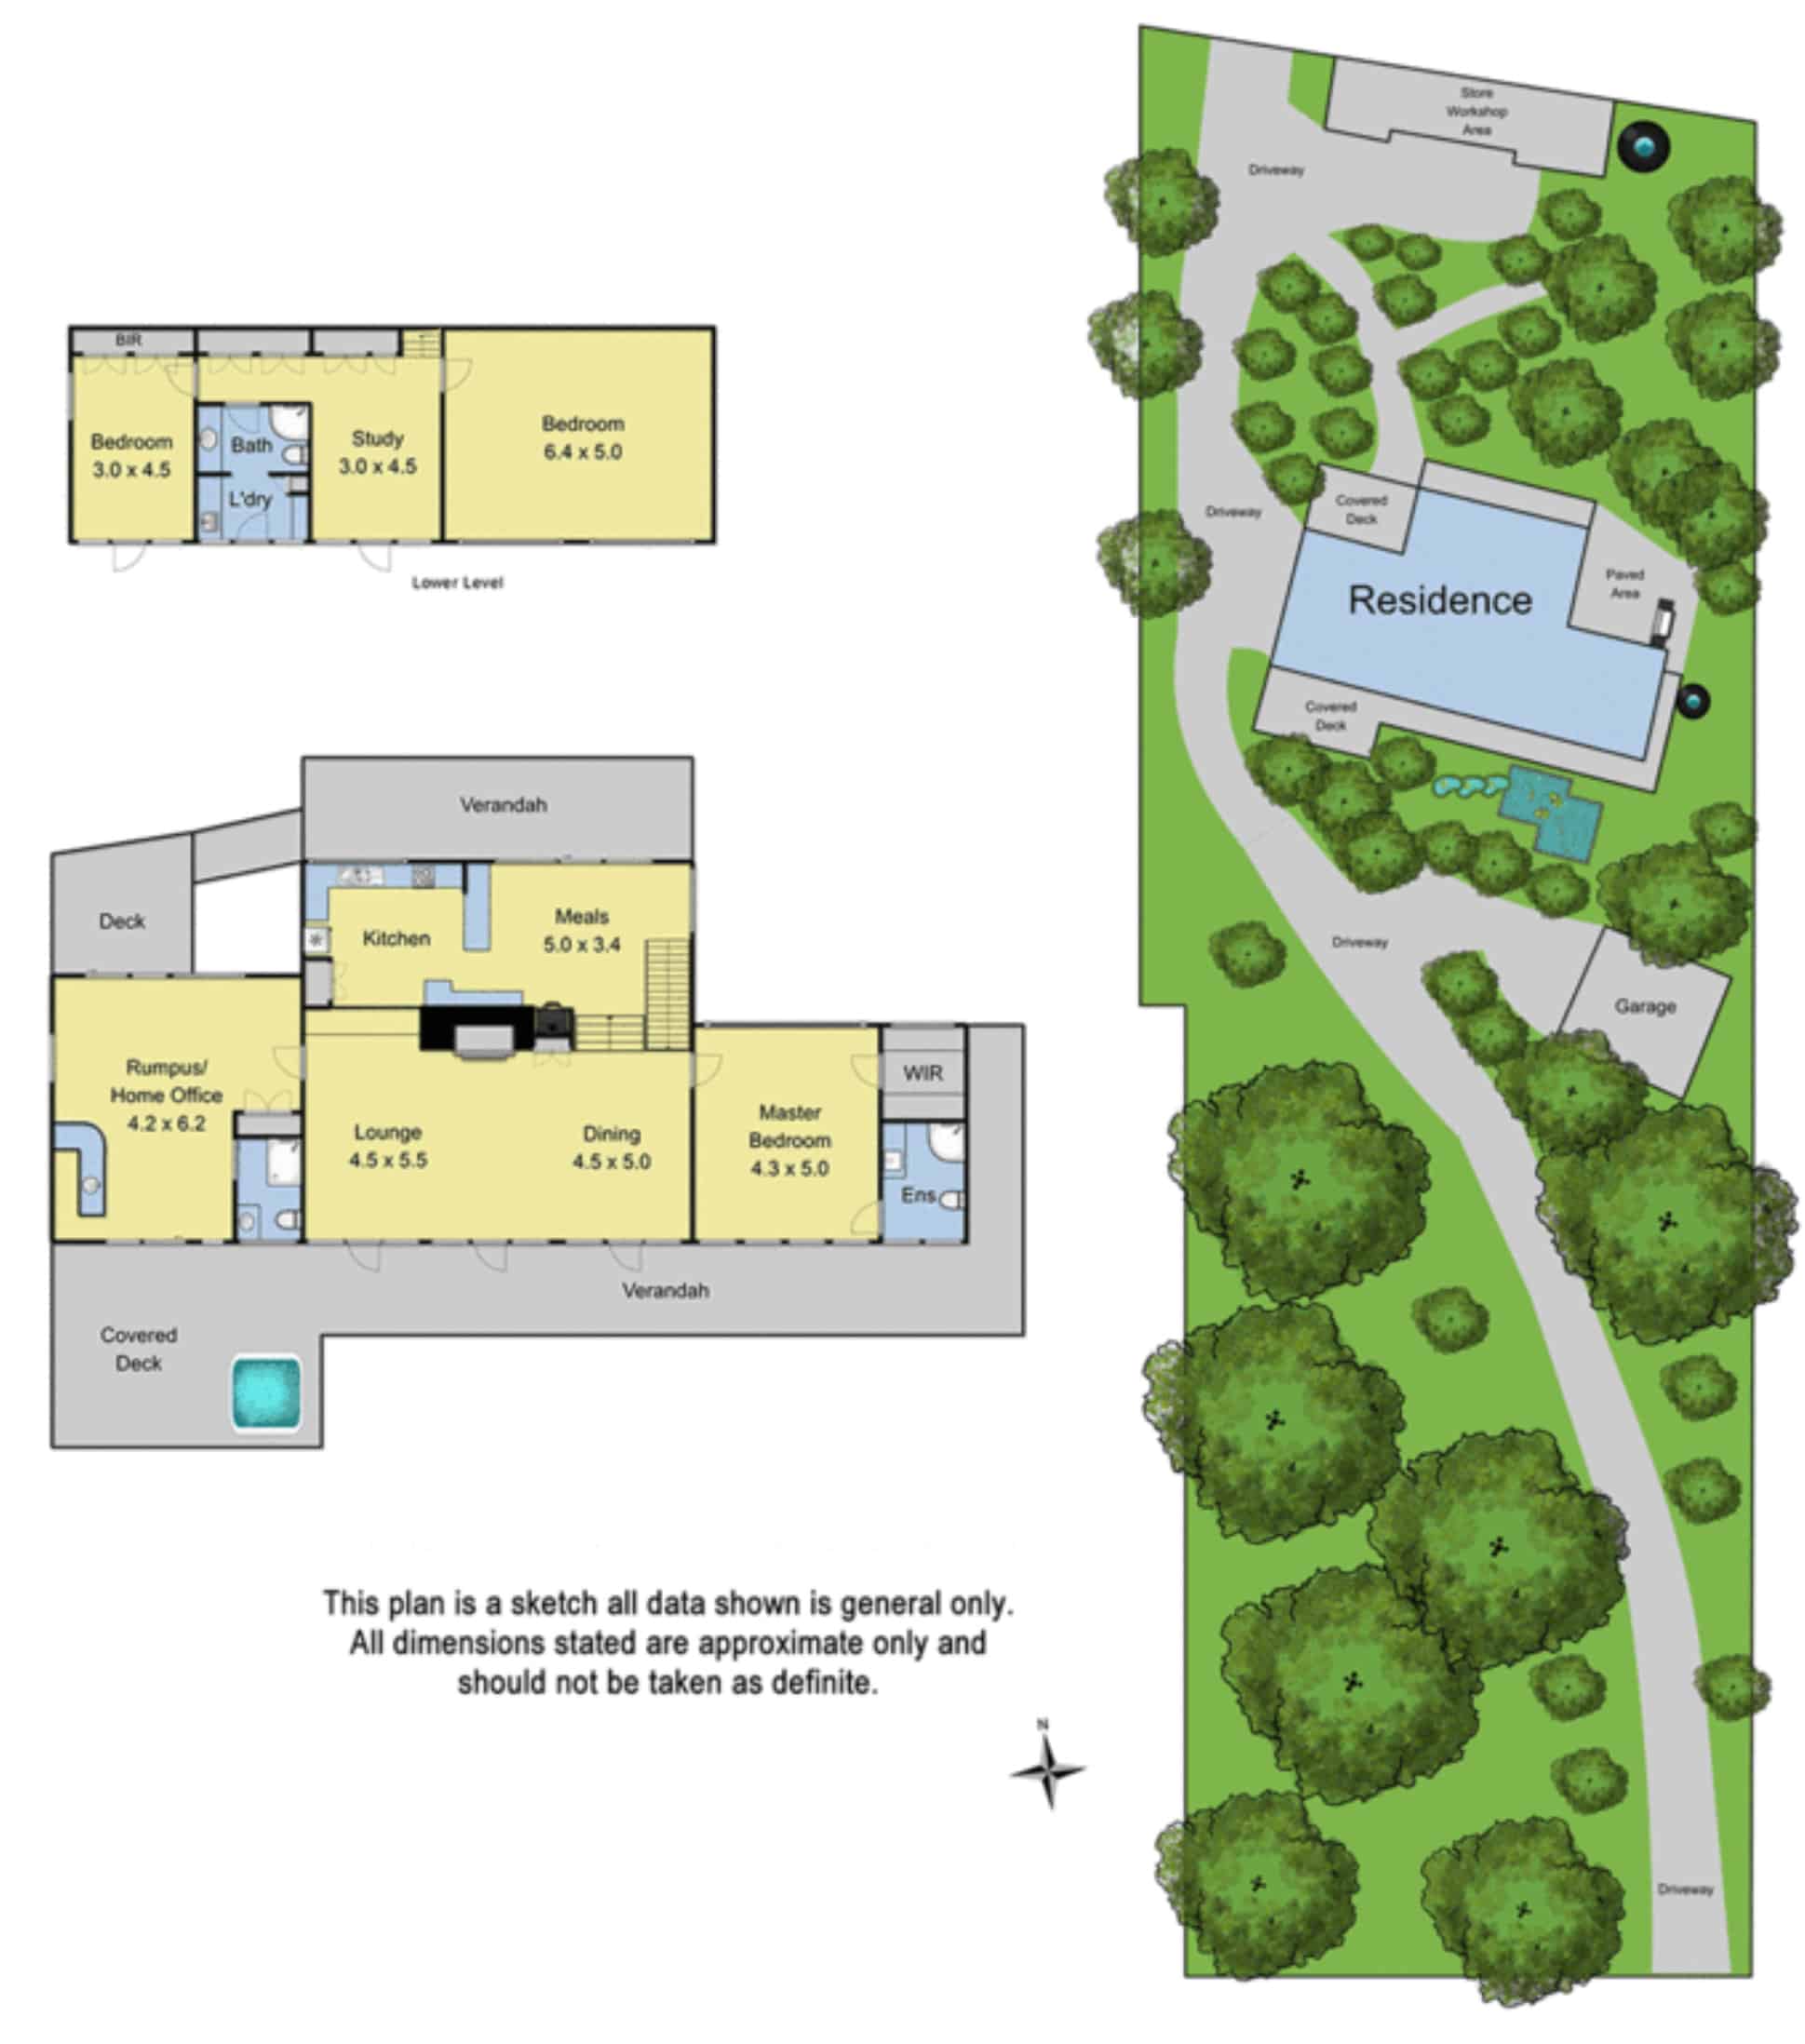 BIR
Bedroom
3.0 x 4.5
Bath
L'dry
Study
3.0 x 4.5
Bedroom
6.4 x 5.0
Lower Level
Verandah
Deck
Kitchen
Meals
5.0 x 3.4
Rumpus/
Home Office
4.2 x 6.2
Lounge
4.5 x 5.5
Dining
4.5 x 5.0
Master
Bedroom
4.3 x 5.0
WIR
Ens
Verandah
Covered
Deck
This plan is a sketch all data shown is general only.
All dimensions stated are approximate only and
should not be taken as definite.
N
Store
Workshop
Area
Driveway
Covered
Deck
Driveway
Residence
Paved
Area
Covered
Deck
Driveway
Garage
Driveway